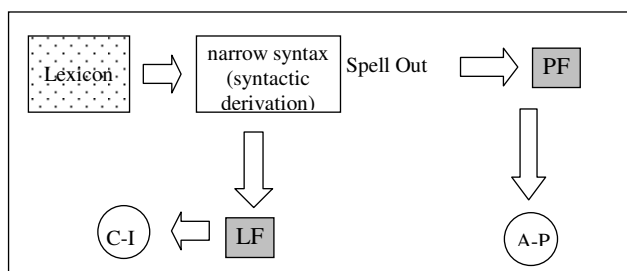 Lexicon
narrow syntax
(syntactic
derivation)
Spell Out
PF
C-I
LF
A-P